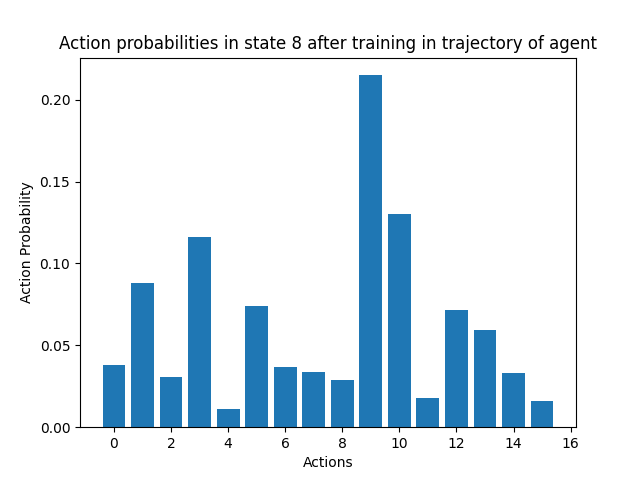 Action probabilities in state 8 after training in trajectory of agent
0.20
0.15
0.10
0.05
0.00
Action Probability
0 2 4 6 8 10 12 14 16
Actions